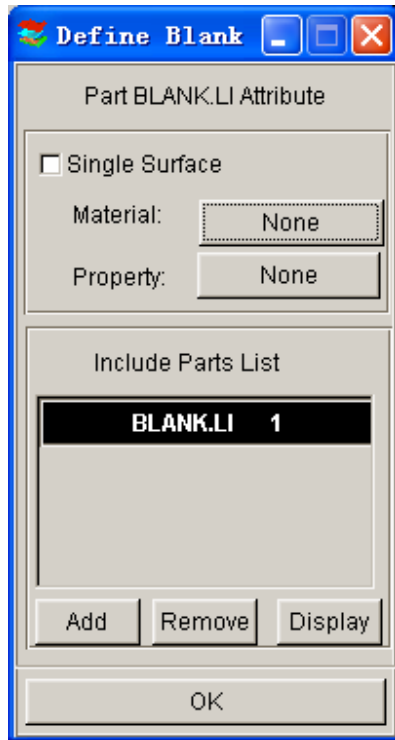 Define Blank
Part BLANK.LI Attribute
Single Surface
Material: None
Property: None
Include Parts List
BLANK.LI 1
Add Remove Display
OK